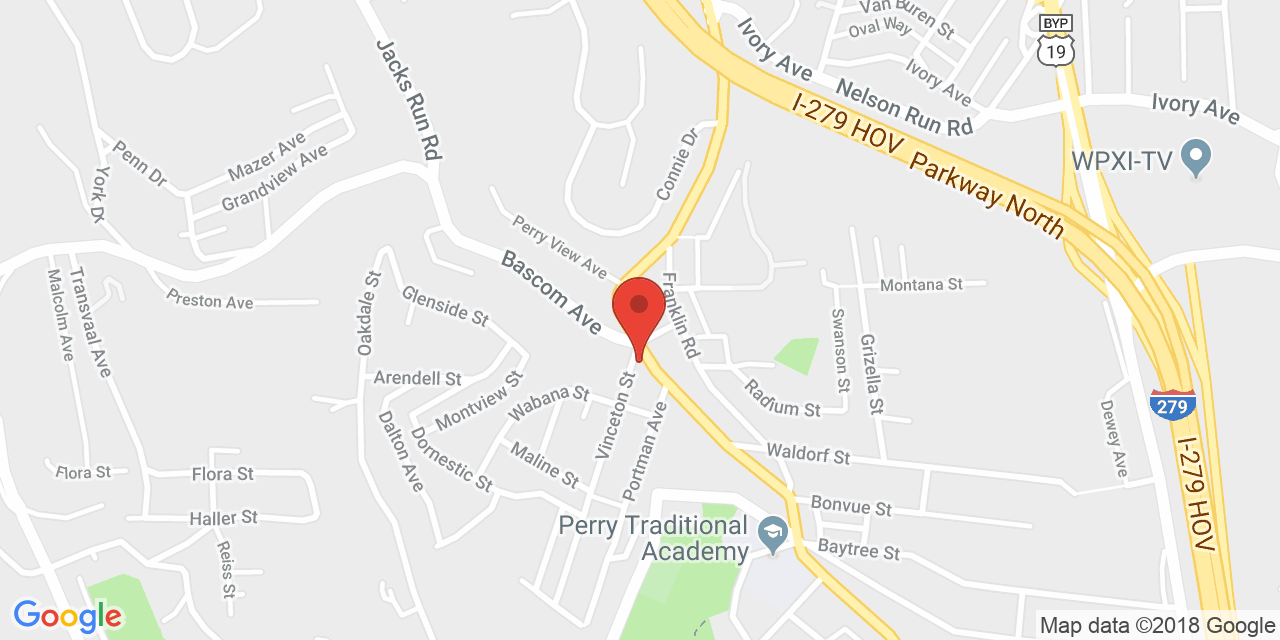 Van Buren St
Oval Way
BYP
19
Ivory Ave
Ivory Ave
Ivory Ave
Nelson Run Rd
Jacks Run Rd
I-279 HOV
Parkway North
WPXI-TV
Mazer Ave
Penn Dr
Grandview Ave
York Dr
Connie Dr
Perry View Ave
Bascom Ave
Franklin Rd
Montana St
Preston Ave
Malcolm Ave
Transvaal Ave
Oakdale St
Glenside St
Swanson St
Grizella St
Arendell St
Montview St
Wabana St
Vinceton St
Portman Ave
Radium St
279
Dewey Ave
Dalton Ave
Dornestic St
Maline St
Waldorf St
I-279 HOV
Flora St
Flora St
Haller St
Reiss St
Bonvue St
Perry Traditional
Academy
Baytree St
Google
Map data ©2018 Google